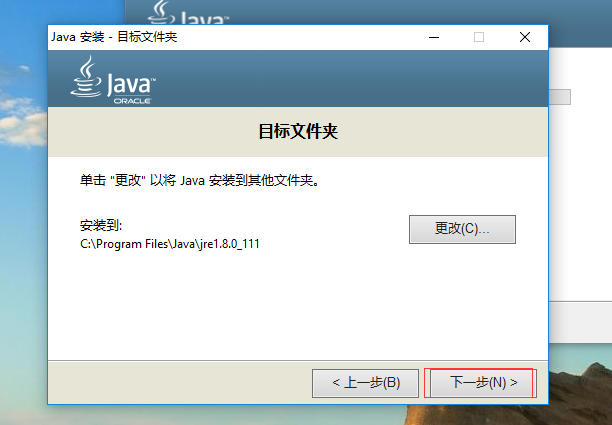 Java
Java 安装 - 目标文件夹
Java™
ORACLE
目标文件夹
单击 "更改" 以将 Java 安装到其他文件夹。
安装到:
更改(C)...
C:\Program Files\Java\jre1.8.0_111
< 上一步(B)
下一步(N) >